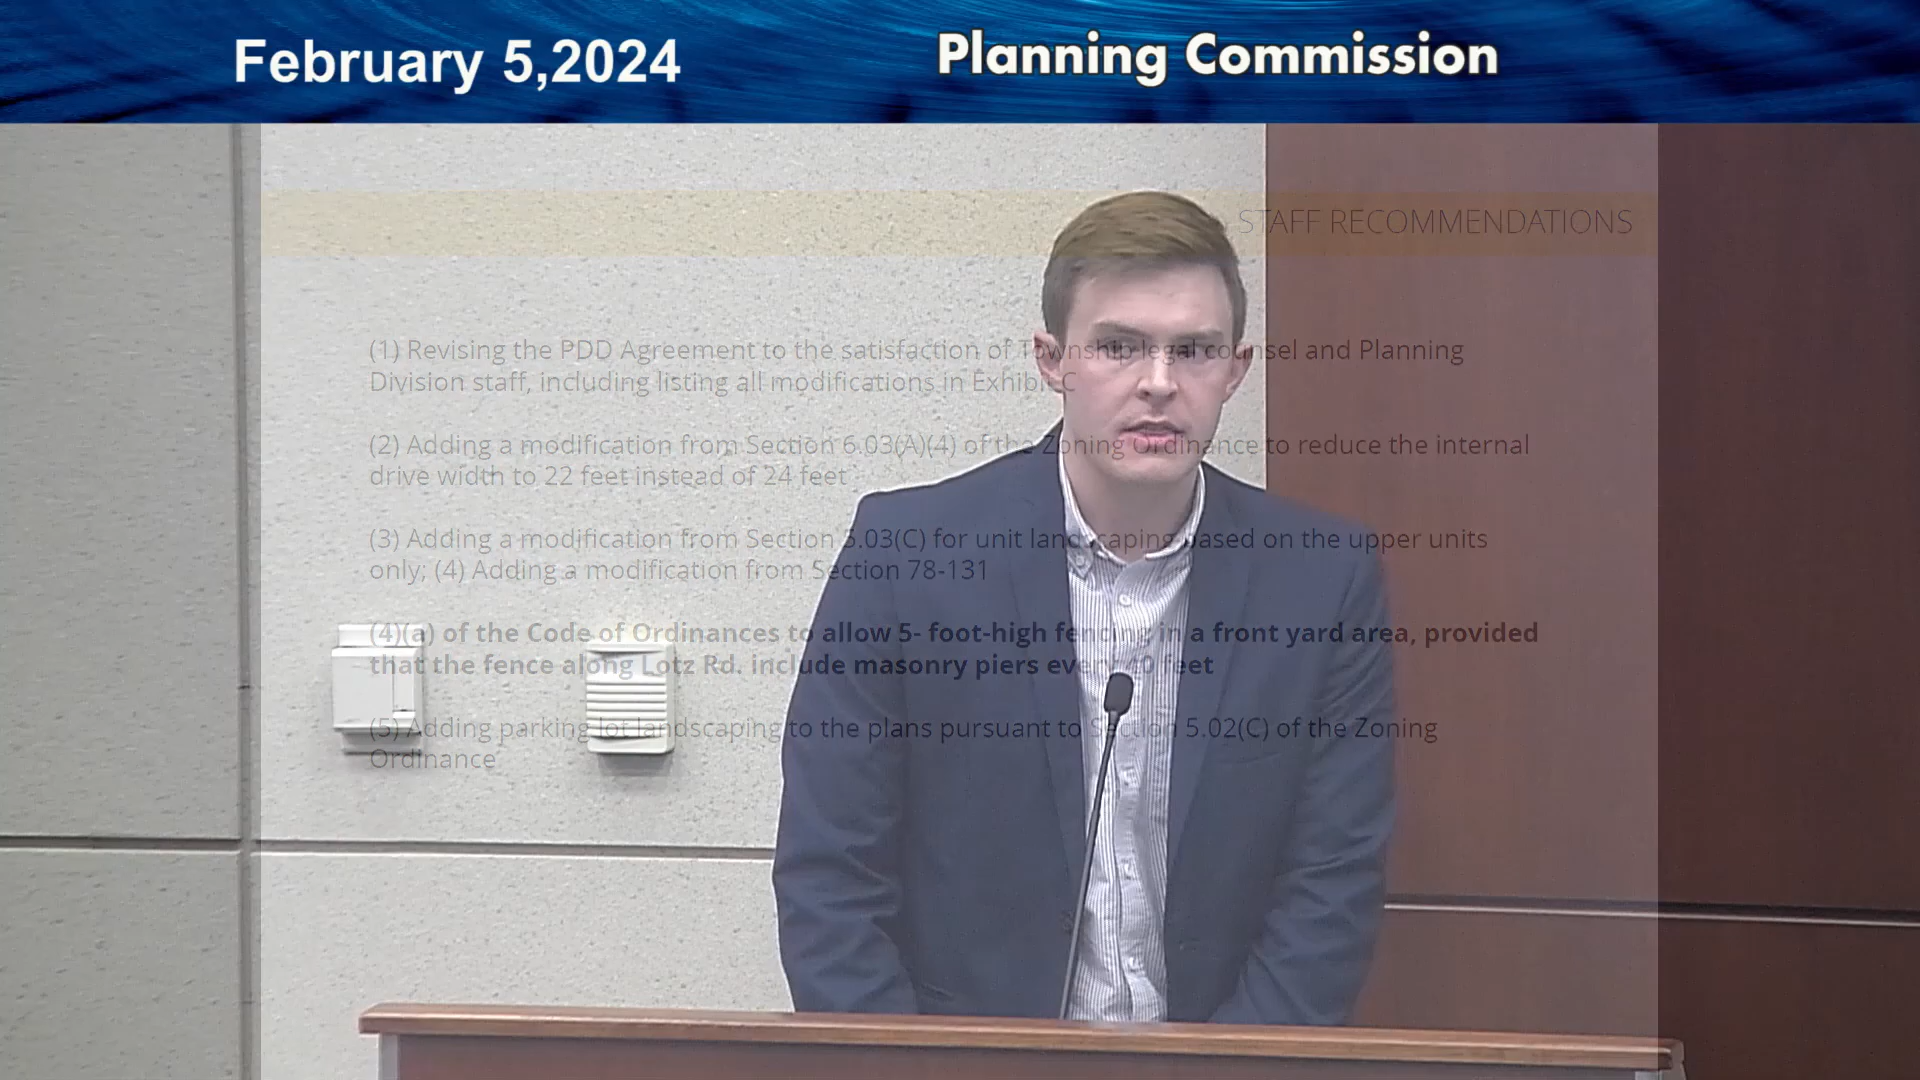 February 5,2024
Planning Commission
STAFF RECOMMENDATIONS
(1) Revising the PDD Agreement to the satisfaction of Township legal counsel and Planning
Division staff, including listing all modifications in Exhibit C
(2) Adding a modification from Section 6.03(A)(4) of the Zoning Ordinance to reduce the internal
drive width to 22 feet instead of 24 feet
(3) Adding a modification from Section 5.03(C) for unit landscaping based on the upper units
only; (4) Adding a modification from Section 78-131
(4)(a) of the Code of Ordinances to allow 5- foot-high fencing in a front yard area, provided
that the fence along Lotz Rd. include masonry piers every 40 feet
(5) Adding parking lot landscaping to the plans pursuant to Section 5.02(C) of the Zoning
Ordinance